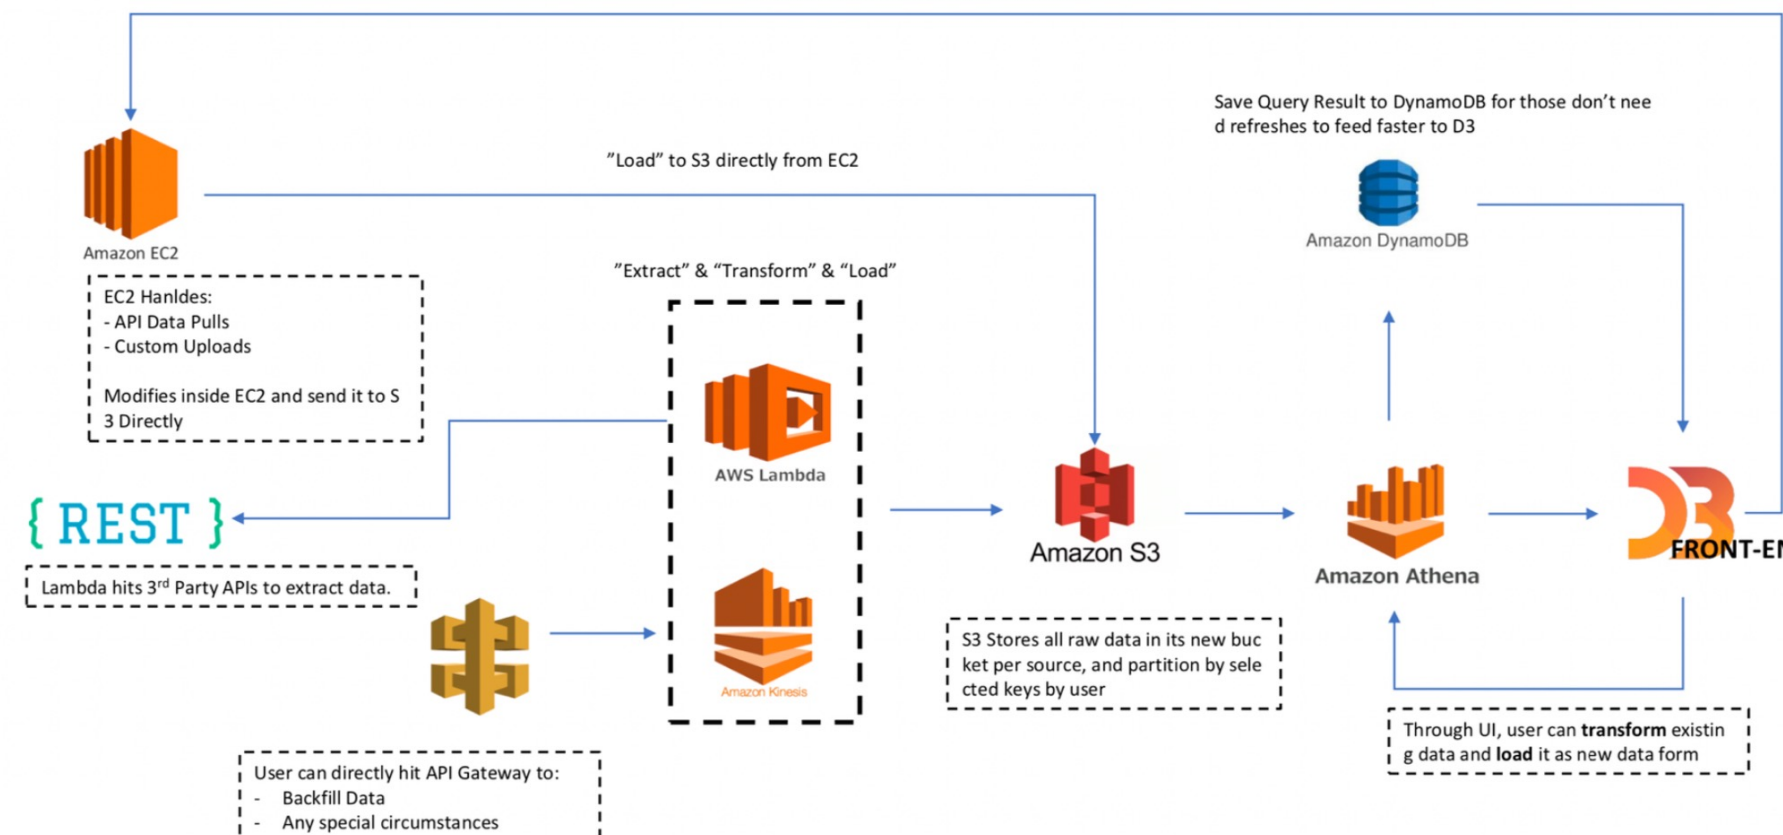 Save Query Result to DynamoDB for those don’t nee
d refreshes to feed faster to D3
”Load” to S3 directly from EC2
Amazon EC2
Amazon DynamoDB
EC2 Hanldes:
- API Data Pulls
- Custom Uploads
Modifies inside EC2 and send it to S
3 Directly
”Extract” & “Transform” & “Load”
AWS Lambda
{ REST }
Lambda hits 3rd Party APIs to extract data.
Amazon Kinesis
Amazon S3
Amazon Athena
D3
FRONT-EN
S3 Stores all raw data in its new buc
ket per source, and partition by sele
cted keys by user
Through UI, user can transform existin
g data and load it as new data form
User can directly hit API Gateway to:
- Backfill Data
- Any special circumstances